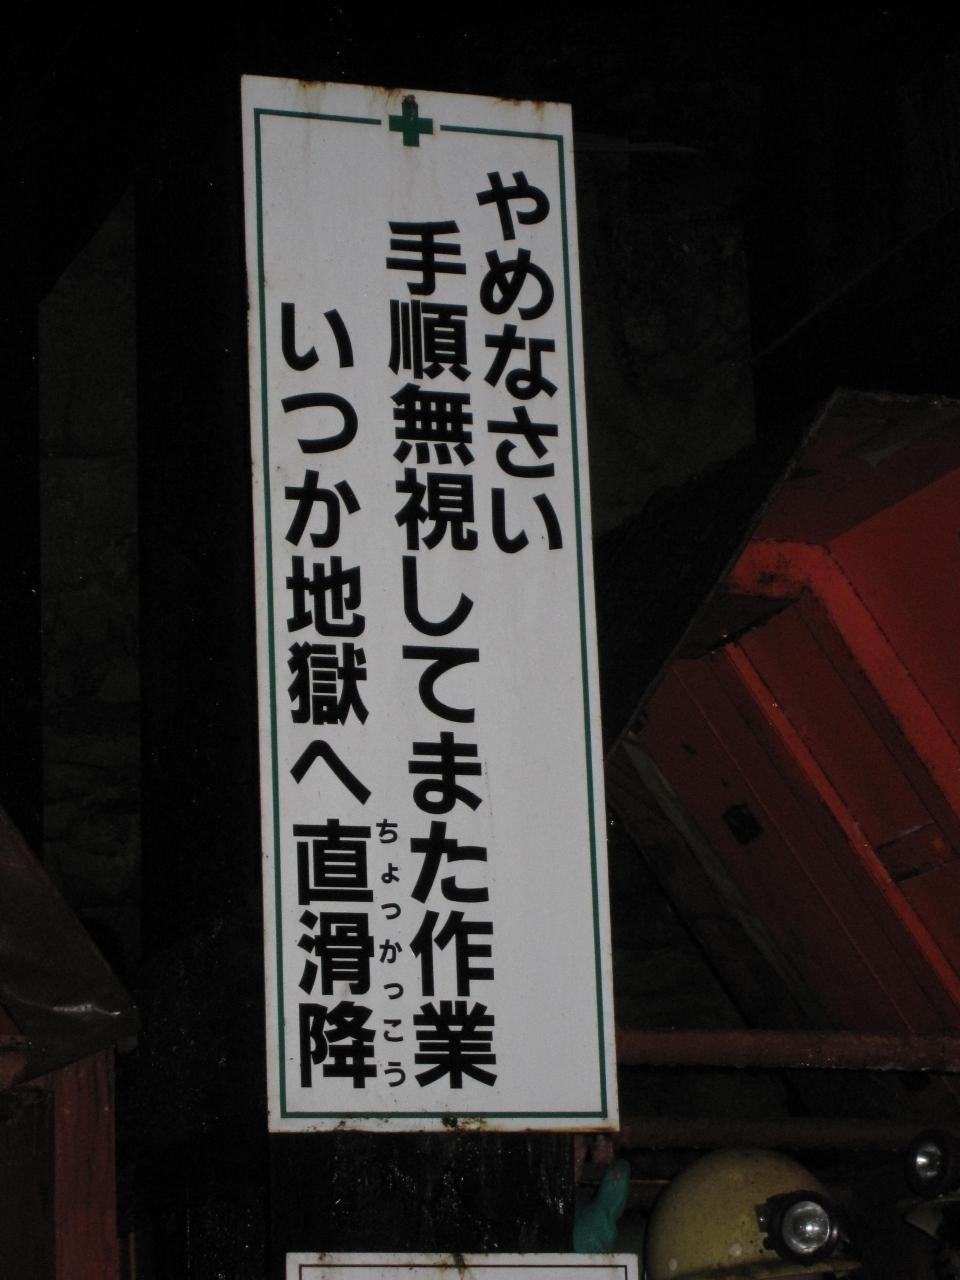 やめなさい
手順無視してまた作業
いつか地獄へ直滑降
ちょっかっこう